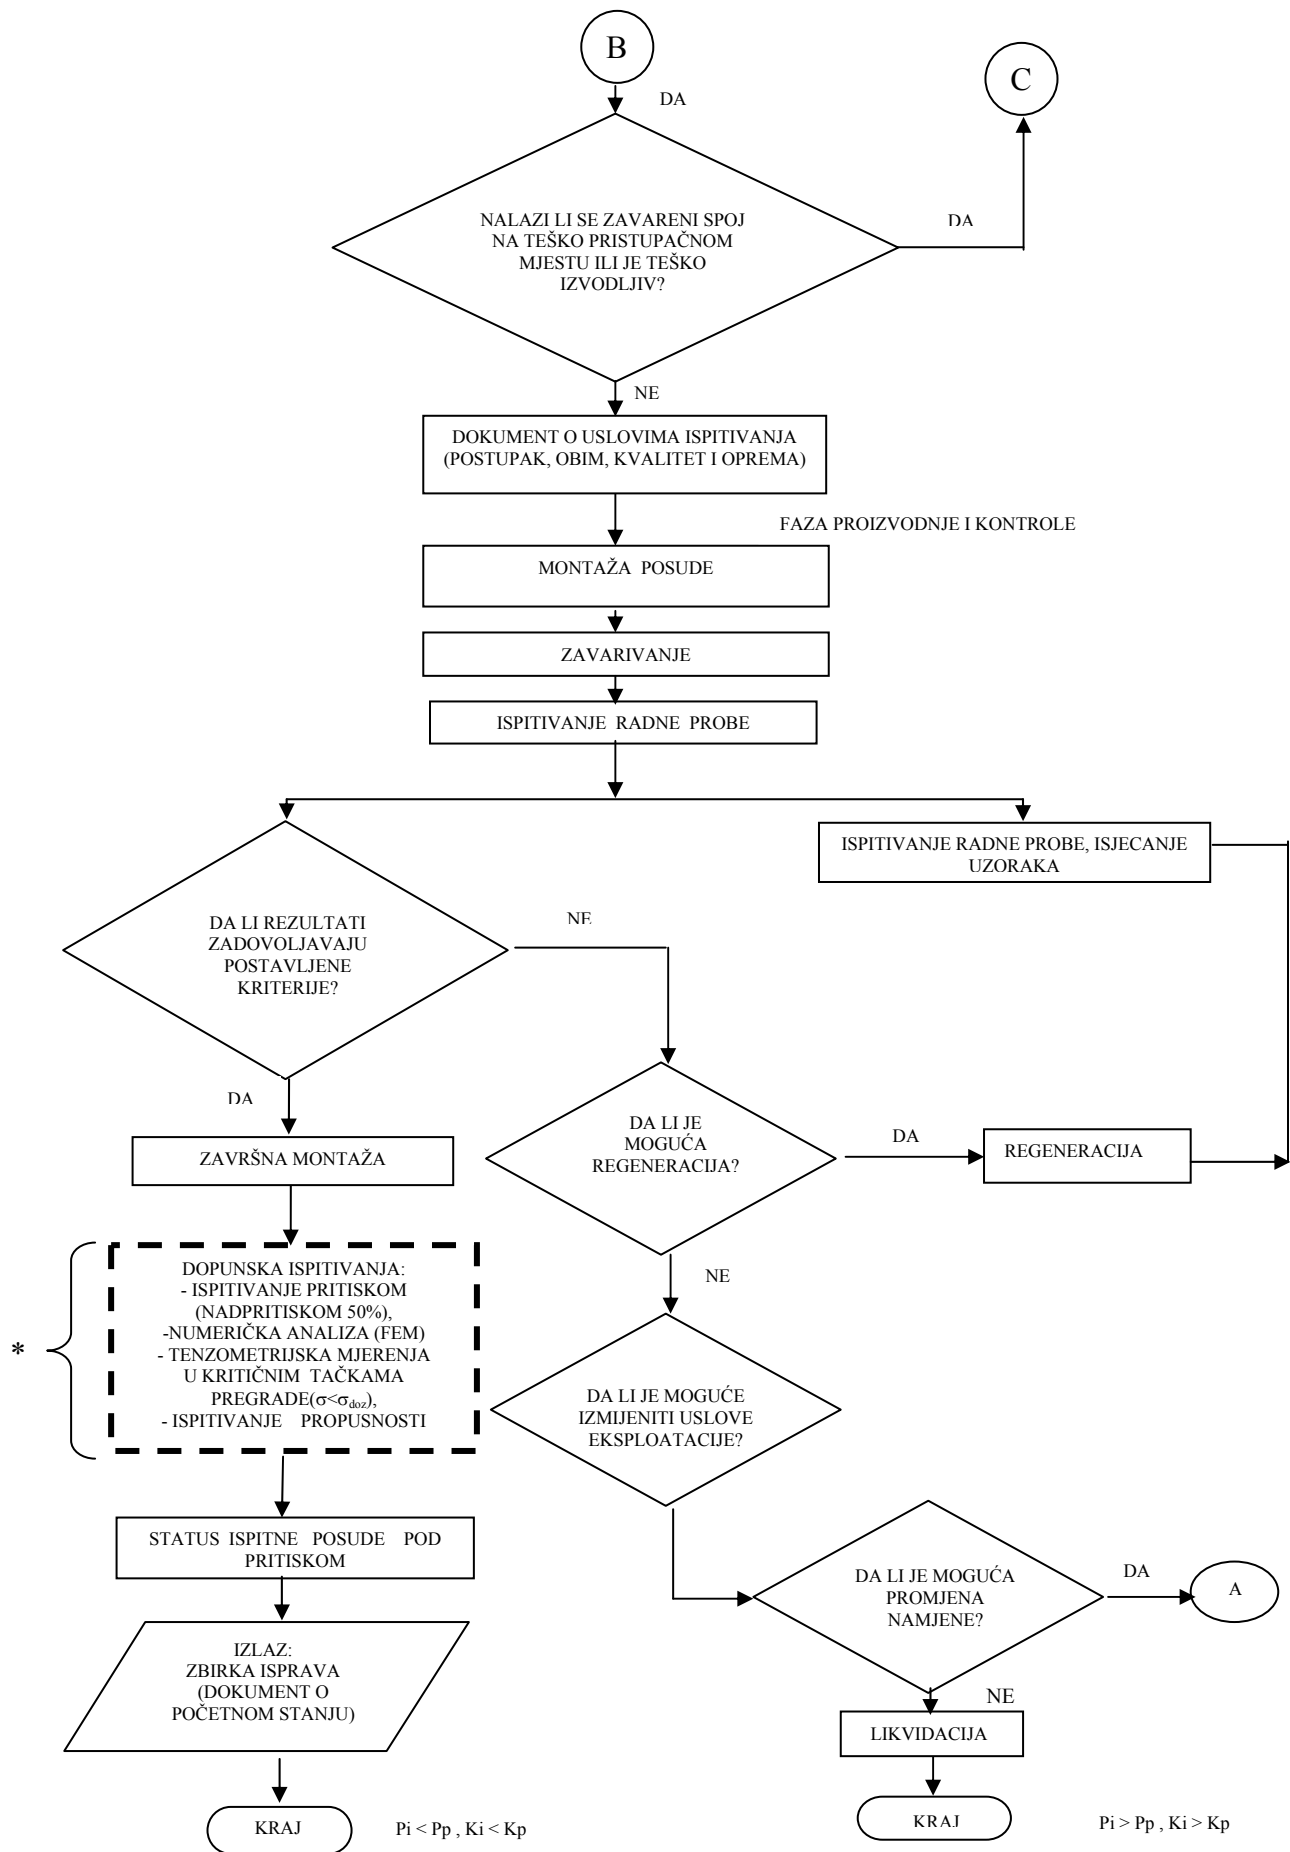 B
DA
C
NALAZI LI SE ZAVARENI SPOJ
NA TEŠKO PRISTUPAČNOM
MJESTU ILI JE TEŠKO
IZVODLJIV?
DA
NE
DOKUMENT O USLOVIMA ISPITIVANJA
(POSTUPAK, OBIM, KVALITET I OPREMA)
FAZA PROIZVODNJE I KONTROLE
MONTAŽA POSUDE
ZAVARIVANJE
ISPITIVANJE RADNE PROBE
ISPITIVANJE RADNE PROBE, ISJECANJE
UZORAKA
DA LI REZULTATI
ZADOVOLJAVAJU
POSTAVLJENE
KRITERIJE?
NE
DA
DA LI JE
MOGUĆA
REGENERACIJA?
DA
REGENERACIJA
ZAVRŠNA MONTAŽA
NE
*
DOPUNSKA ISPITIVANJA:
- ISPITIVANJE PRITISKOM
(NADPRITISKOM 50%),
-NUMERIČKA ANALIZA (FEM)
- TENZOMETRIJSKA MJERENJA
U KRITIČNIM TAČKAMA
PREGRADE(σ<σdoz),
- ISPITIVANJE PROPUSNOSTI
DA LI JE MOGUĆE
IZMIJENITI USLOVE
EKSPLOATACIJE?
STATUS ISPITNE POSUDE POD
PRITISKOM
DA LI JE MOGUĆA
PROMJENA
NAMJENE?
DA
A
IZLAZ:
ZBIRKA ISPRAVA
(DOKUMENT O
POČETNOM STANJU)
NE
LIKVIDACIJA
KRAJ
Pi < Pp , Ki < Kp
KRAJ
Pi > Pp , Ki > Kp